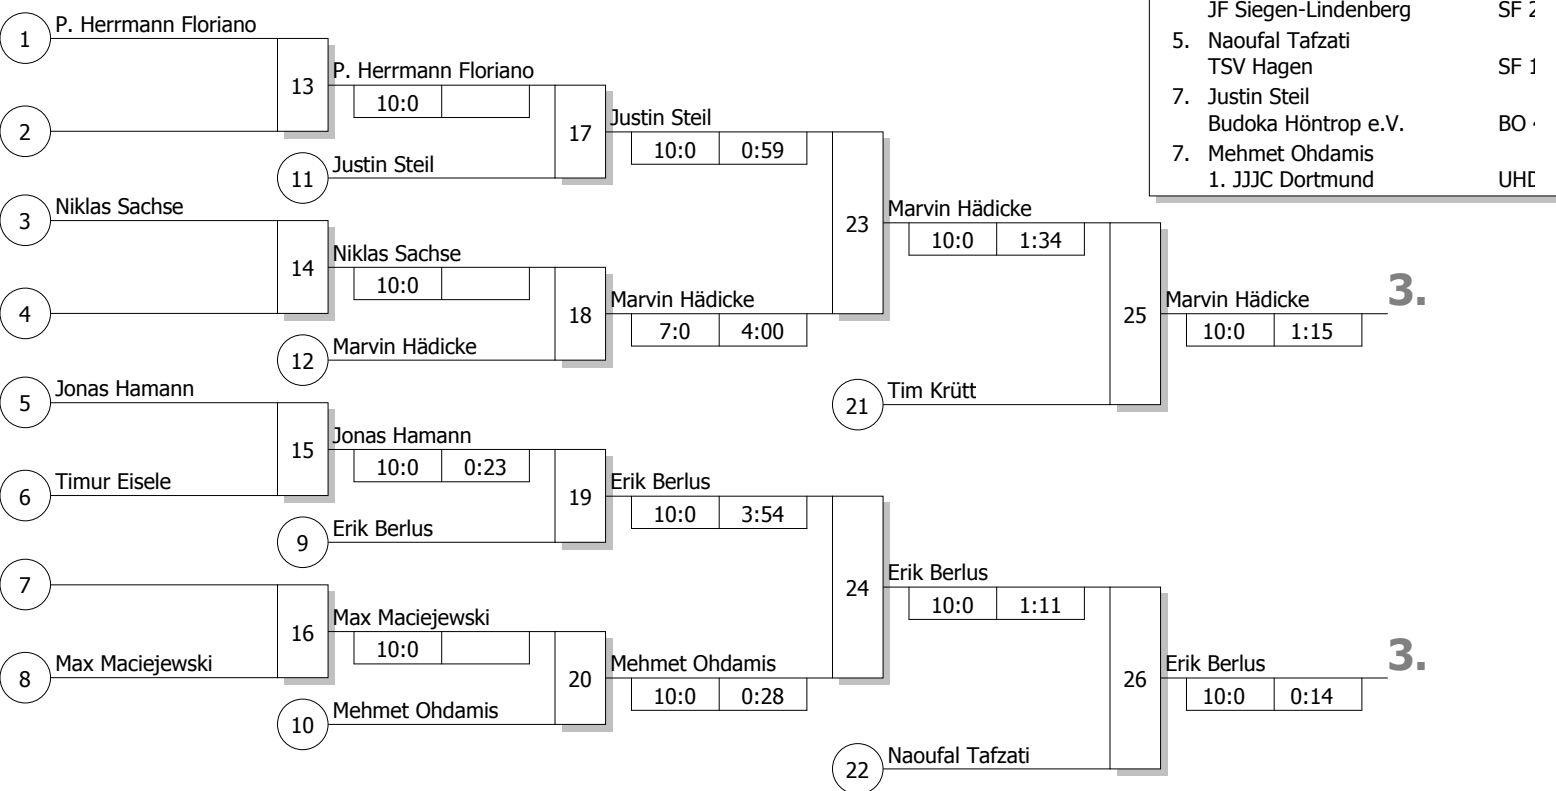 JF Siegen-Lindenberg SF 2
5. Naoufal Tafzati
TSV Hagen SF 1
7. Justin Steil
Budoka Höntrop e.V. BO
7. Mehmet Ohdamis
1. JJJC Dortmund
P. Herrmann Floriano
1
13
P. Herrmann Floriano
10:0
2
17
Justin Steil
10:0 0:59
11
Justin Steil
3
Niklas Sachse
14
Niklas Sachse
10:0
4
18
Marvin Hädicke
7:0 4:00
12
Marvin Hädicke
23
Marvin Hädicke
10:0 1:34
25
Marvin Hädicke
10:0 1:15
3.
21
Tim Krütt
5
Jonas Hamann
15
Jonas Hamann
10:0 0:23
6
Timur Eisele
19
Erik Berlus
10:0 3:54
9
Erik Berlus
7
16
Max Maciejewski
10:0
8
Max Maciejewski
20
Mehmet Ohdamis
10:0 0:28
10
Mehmet Ohdamis
24
Erik Berlus
10:0 1:11
26
Erik Berlus
10:0 0:14
3.
22
Naoufal Tafzati